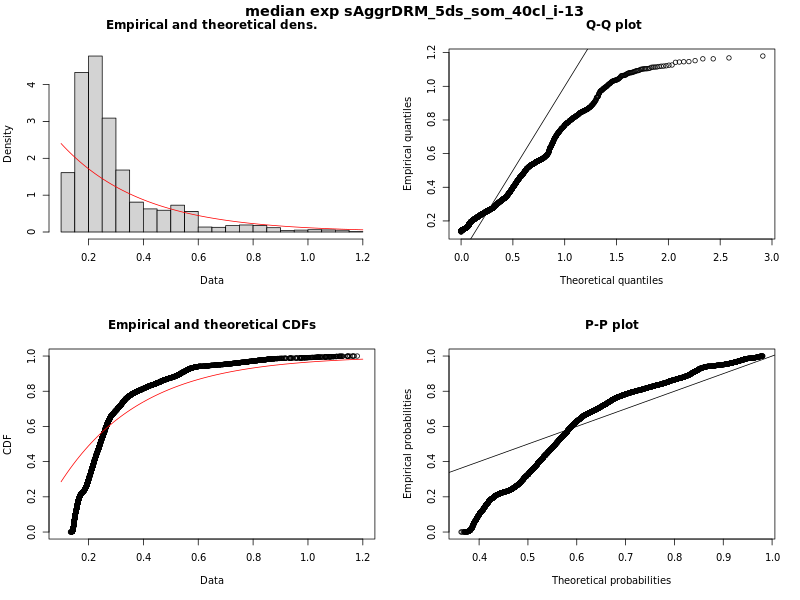 median exp sAggrDRM_5ds_som_40cl_i-13
Empirical and theoretical dens.
Density
0 1 2 3 4
0.2 0.4 0.6 0.8 1.0 1.2
Data
Q-Q plot
Empirical quantiles
0.2 0.4 0.6 0.8 1.0 1.2
0.0 0.5 1.0 1.5 2.0 2.5 3.0
Theoretical quantiles
Empirical and theoretical CDFs
CDF
0.0 0.2 0.4 0.6 0.8 1.0
0.2 0.4 0.6 0.8 1.0 1.2
Data
P-P plot
Empirical probabilities
0.0 0.2 0.4 0.6 0.8 1.0
0.4 0.5 0.6 0.7 0.8 0.9 1.0
Theoretical probabilities